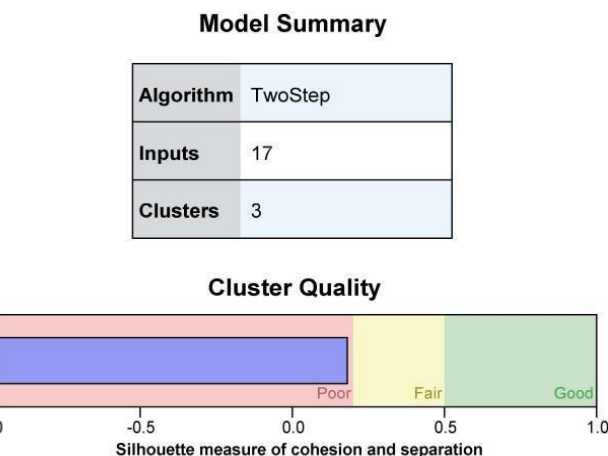 Model Summary
Algorithm TwoStep
Inputs 17
Clusters 3
Cluster Quality
Poor Fair Good
0 -0.5 0.0 0.5 1.0
Silhouette measure of cohesion and separation